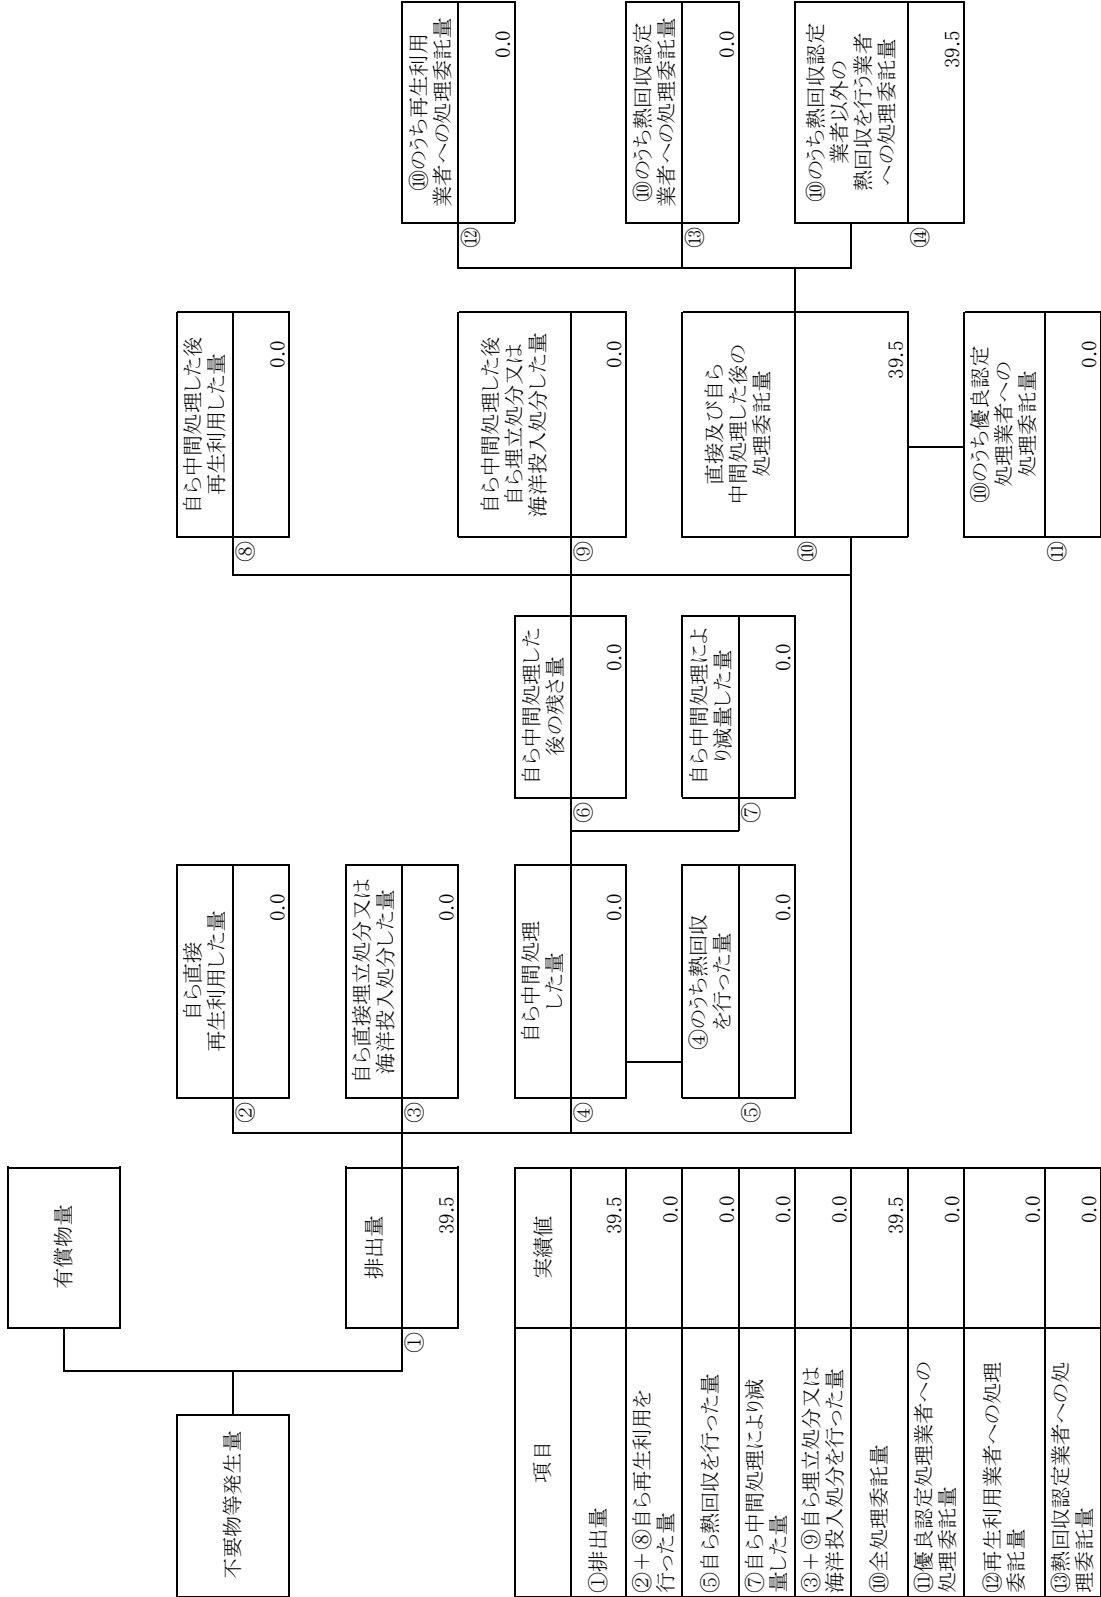 不要物等発生量
有償物量
排出量
①
39.5
自ら直接
再生利用した量
②
0.0
自ら直接埋立処分又は
海洋投入処分した量
③
0.0
自ら中間処理
した量
④
0.0
④のうち熱回収
を行った量
⑤
0.0
自ら中間処理した
後の残さ量
⑥
0.0
自ら中間処理によ
り減量した量
⑦
0.0
自ら中間処理した後
再生利用した量
⑧
0.0
自ら中間処理した後
自ら埋立処分又は
海洋投入処分した量
⑨
0.0
直接及び自ら
中間処理した後の
処理委託量
⑩
39.5
⑩のうち優良認定
処理業者への
処理委託量
⑪
0.0
⑩のうち再生利用
業者への処理委託量
⑫
0.0
⑩のうち熱回収認定
業者への処理委託量
⑬
0.0
⑩のうち熱回収認定
業者以外の
熱回収を行う業者
への処理委託量
⑭
39.5
項目
実績値
①排出量
39.5
②＋⑧自ら再生利用を
行った量
0.0
⑤自ら熱回収を行った量
0.0
⑦自ら中間処理により減
量した量
0.0
③＋⑨自ら埋立処分又は
海洋投入処分を行った量
0.0
⑩全処理委託量
39.5
⑪優良認定処理業者への
処理委託量
0.0
⑫再生利用業者への処理
委託量
0.0
⑬熱回収認定業者への処
理委託量
0.0